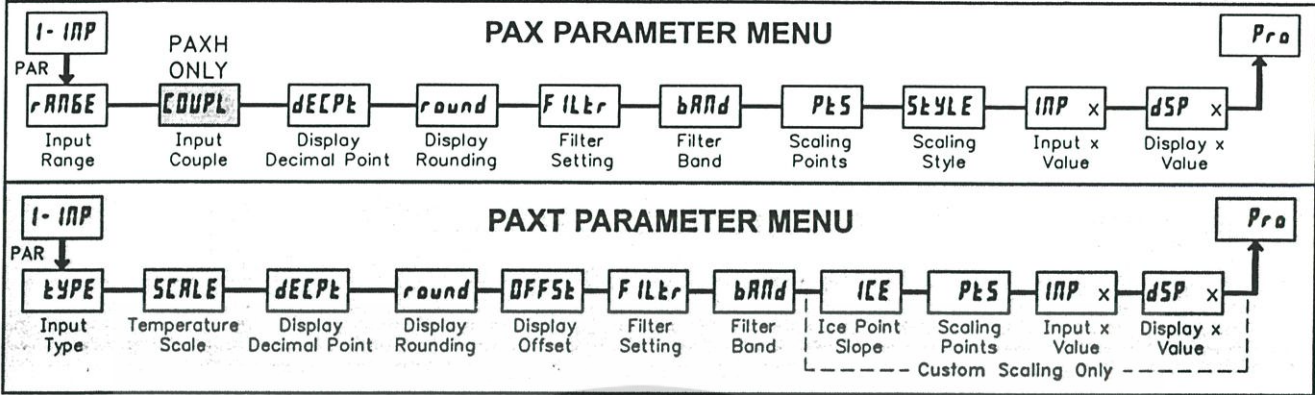 PAX PARAMETER MENU
1-INP
Pro
PAR
PAXH
ONLY
rANGE COUPL dECPt round FILtr bANd PtS StYLE INP x dSP x
Input Input Display Display Filter Filter Scaling Scaling Input x Display x
Range Couple Decimal Point Rounding Setting Band Points Style Value Value
PAXT PARAMETER MENU
1-INP
Pro
PAR
tYPE SCALE dECPt round OFFSt FILtr bANd ICE PtS INP x dSP x
Input Temperature Display Display Display Filter Filter Ice Point Scaling Input x Display x
Type Scale Decimal Point Rounding Offset Setting Band Slope Points Value Value
Custom Scaling Only